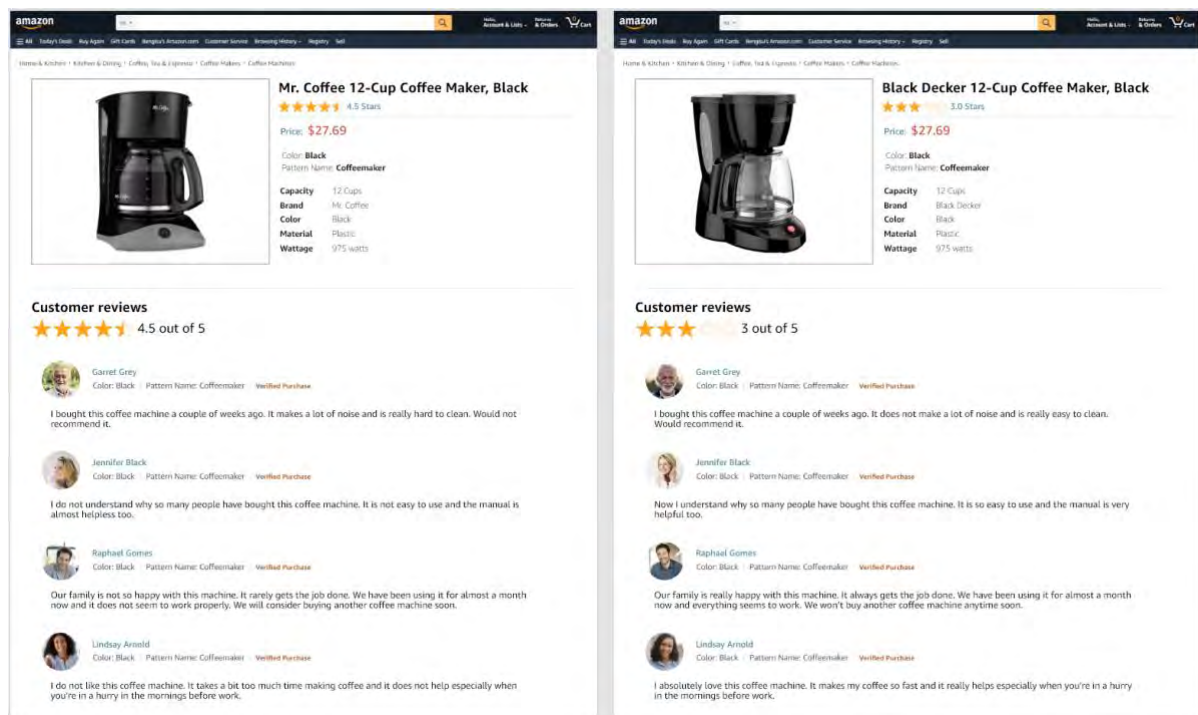 amazon
All
Hello,
Account & Lists
Returns
& Orders
Cart
All Today's Deals Buy Again Gift Cards Amazon.com Customer Service Browsing History Registry Sell
Home & Kitchen › Kitchen & Dining › Coffee, Tea & Espresso › Coffee Makers › Coffee Machines
Mr. Coffee 12-Cup Coffee Maker, Black
4.5 Stars
Price: $27.69
Color: Black
Pattern Name: Coffeemaker
Capacity 12 Cups
Brand Mr. Coffee
Color Black
Material Plastic
Wattage 975 watts
Customer reviews
4.5 out of 5
Garret Grey
Color: Black | Pattern Name: Coffeemaker Verified Purchase
I bought this coffee machine a couple of weeks ago. It makes a lot of noise and is really hard to clean. Would not
recommend it.
Jennifer Black
Color: Black | Pattern Name: Coffeemaker Verified Purchase
I do not understand why so many people have bought this coffee machine. It is not easy to use and the manual is
almost helpless too.
Raphael Gomes
Color: Black | Pattern Name: Coffeemaker Verified Purchase
Our family is not so happy with this machine. It rarely gets the job done. We have been using it for almost a month
now and it does not seem to work properly. We will consider buying another coffee machine soon.
Lindsay Arnold
Color: Black | Pattern Name: Coffeemaker Verified Purchase
I do not like this coffee machine. It takes a bit too much time making coffee and it does not help especially when
you're in a hurry in the mornings before work.
amazon
All
Hello,
Account & Lists
Returns
& Orders
Cart
All Today's Deals Buy Again Gift Cards Amazon.com Customer Service Browsing History Registry Sell
Home & Kitchen › Kitchen & Dining › Coffee, Tea & Espresso › Coffee Makers › Coffee Machines
Black Decker 12-Cup Coffee Maker, Black
3.0 Stars
Price: $27.69
Color: Black
Pattern Name: Coffeemaker
Capacity 12 Cups
Brand Black Decker
Color Black
Material Plastic
Wattage 975 watts
Customer reviews
3 out of 5
Garret Grey
Color: Black | Pattern Name: Coffeemaker Verified Purchase
I bought this coffee machine a couple of weeks ago. It does not make a lot of noise and is really easy to clean.
Would recommend it.
Jennifer Black
Color: Black | Pattern Name: Coffeemaker Verified Purchase
Now I understand why so many people have bought this coffee machine. It is so easy to use and the manual is very
helpful too.
Raphael Gomes
Color: Black | Pattern Name: Coffeemaker Verified Purchase
Our family is really happy with this machine. It always gets the job done. We have been using it for almost a month
now and everything seems to work. We won't buy another coffee machine anytime soon.
Lindsay Arnold
Color: Black | Pattern Name: Coffeemaker Verified Purchase
I absolutely love this coffee machine. It makes my coffee so fast and it really helps especially when you're in a hurry
in the mornings before work.